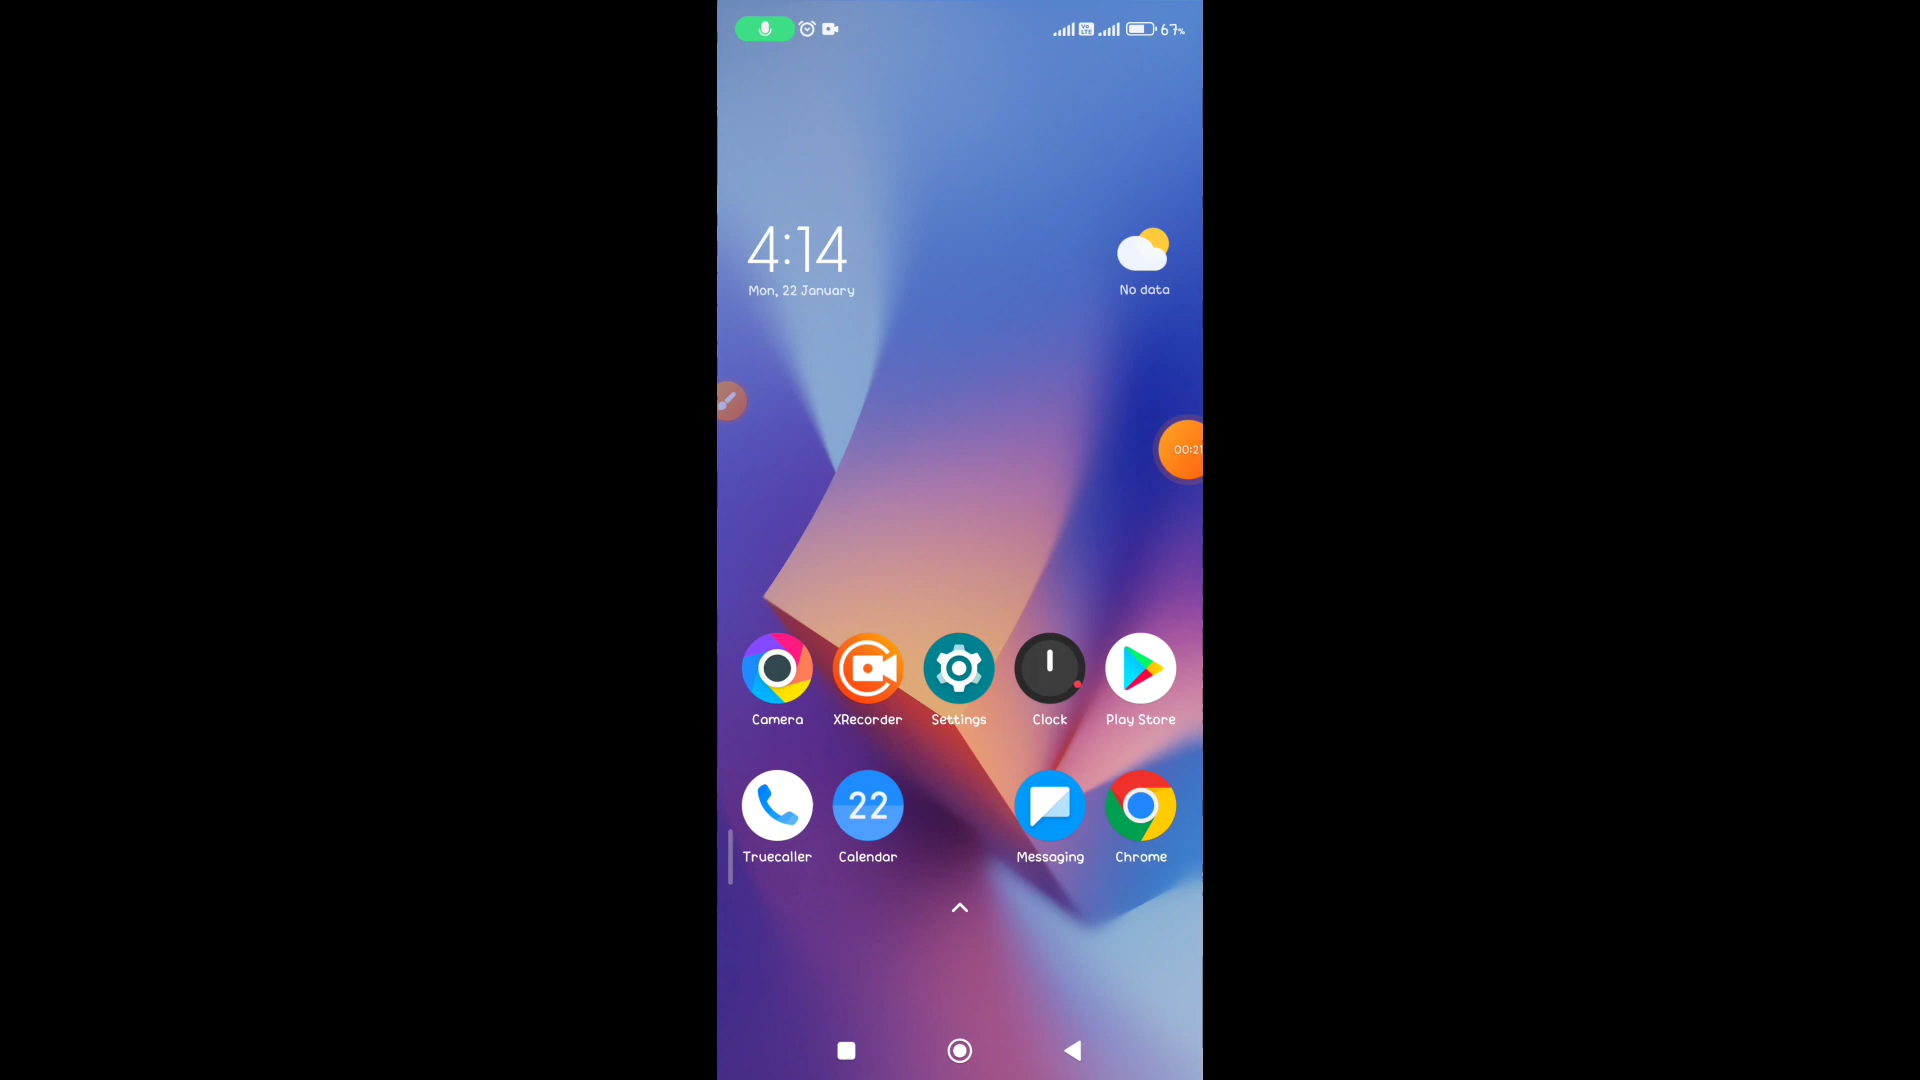 67%
4:14
Mon, 22 January
No data
00:21
Camera
XRecorder
Settings
Clock
Play Store
22
Truecaller
Calendar
Messaging
Chrome